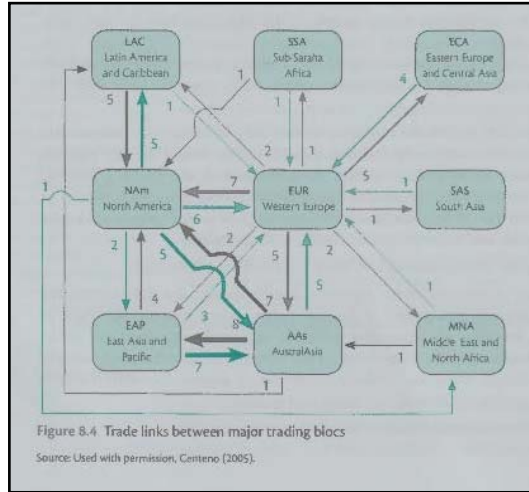 LAC
Latin America
and Caribbean
SSA
Sub-Saraha
Africa
ECA
Eastern Europe
and Central Asia
1
4
5
5
1
2
1
1
5
NAm
North America
7
6
EUR
Western Europe
1
1
SAS
South Asia
1
2
4
5
2
3
8
7
5
5
2
1
EAP
East Asia and
Pacific
7
AAs
AustralAsia
1
1
MNA
Middle East and
North Africa
Figure 8.4 Trade links between major trading blocs
Source: Used with permission, Centeno (2005).